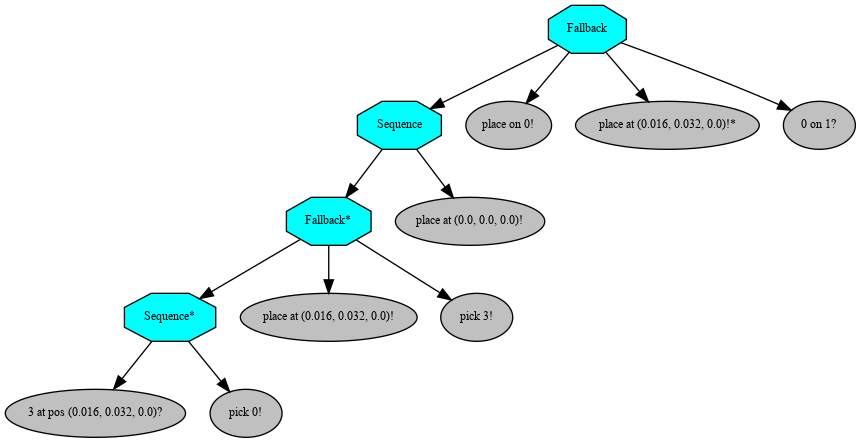 Fallback
Sequence
place on 0!
place at (0.016, 0.032, 0.0)!*
0 on 1?
Fallback*
place at (0.0, 0.0, 0.0)!
Sequence*
place at (0.016, 0.032, 0.0)!
pick 3!
3 at pos (0.016, 0.032, 0.0)?
pick 0!